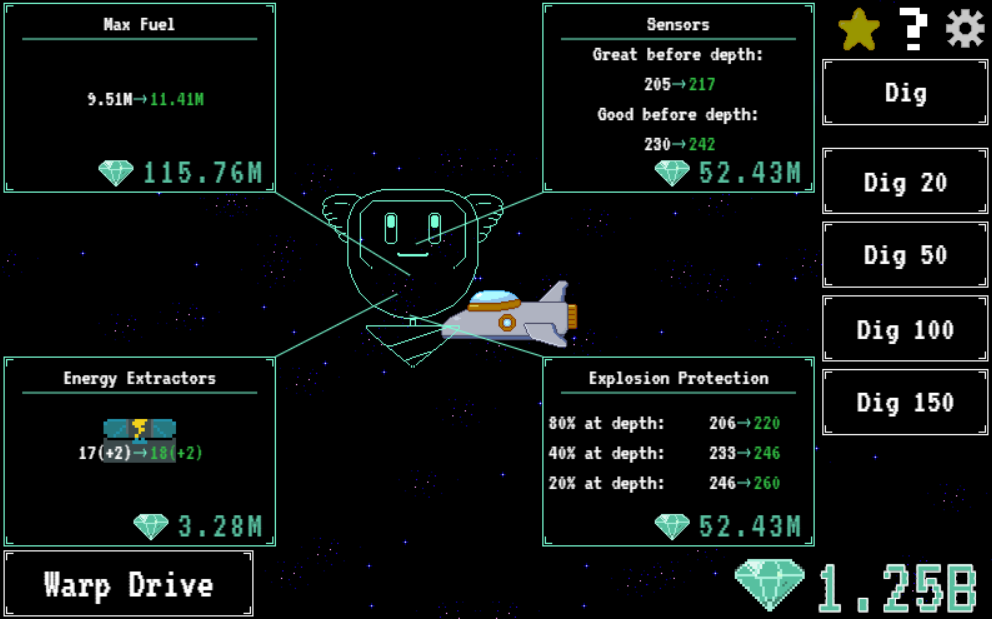 Max Fuel
9.51M→11.41M
115.76M
Sensors
Great before depth:
205→217
Good before depth:
230→242
52.43M
?
Dig
Dig 20
Dig 50
Dig 100
Dig 150
Energy Extractors
17(+2)→18(+2)
3.28M
Explosion Protection
80% at depth: 206→220
40% at depth: 233→246
20% at depth: 246→260
52.43M
Warp Drive
1.25B